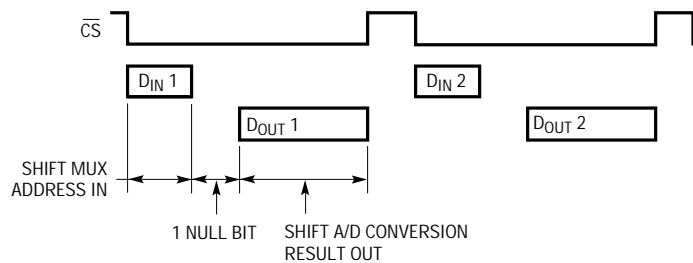 CS
DIN 1
DIN 2
DOUT 1
DOUT 2
SHIFT MUX
ADDRESS IN
1 NULL BIT
SHIFT A/D CONVERSION
RESULT OUT